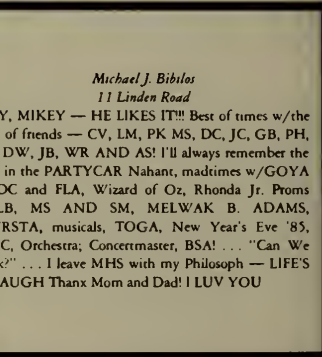 Michael J. Bibilos
11 Linden Road
Y, MIKEY — HE LIKES IT!!! Best of times w/the
of friends — CV, LM, PK MS, DC, JC, GB, PH,
DW, JB, WR AND AS! I'll always remember the
in the PARTYCAR Nahant, madtimes w/GOYA
DC and FLA, Wizard of Oz, Rhonda Jr. Proms
LB, MS AND SM, MELWAK B. ADAMS,
RSTA, musicals, TOGA, New Year's Eve '85,
C, Orchestra; Concertmaster, BSA! . . . "Can We
k?" . . . I leave MHS with my Philosoph — LIFE'S
AUGH Thanx Mom and Dad! I LUV YOU